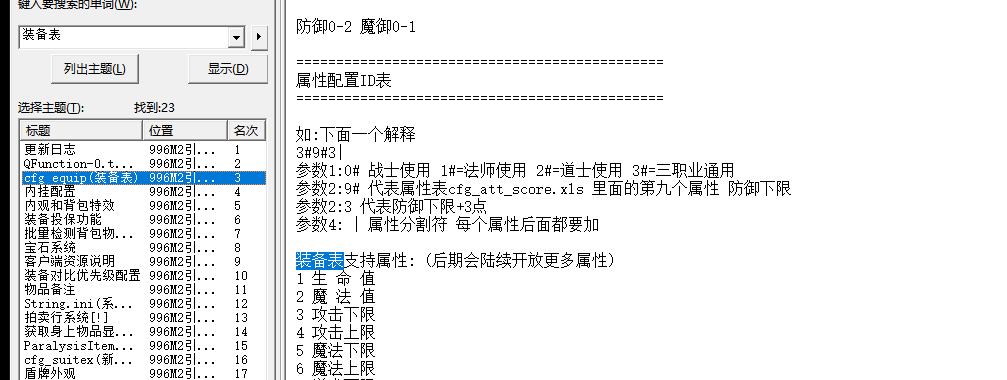 键入要搜索的单词(W):
装备表
列出主题(L)
显示(D)
选择主题(T): 找到:23
标题 位置 名次
更新日志 996M2引... 1
QFunction-0.t... 996M2引... 2
cfg_equip(装备表) 996M2引... 3
内挂配置 996M2引... 4
内观和背包特效 996M2引... 5
装备投保功能 996M2引... 6
批量检测背包物... 996M2引... 7
宝石系统 996M2引... 8
客户端资源说明 996M2引... 9
装备对比优先级配置 996M2引... 10
物品备注 996M2引... 11
String.ini(系... 996M2引... 12
拍卖行系统[!] 996M2引... 13
获取身上物品显... 996M2引... 14
ParalysisItem... 996M2引... 15
cfg_suitex(新... 996M2引... 16
盾牌外观 996M2引... 17
防御0-2 魔御0-1
==============================================
属性配置ID表
==============================================
如:下面一个解释
3#9#3|
参数1:0# 战士使用 1#=法师使用 2#=道士使用 3#=三职业通用
参数2:9# 代表属性表cfg_att_score.xls 里面的第九个属性 防御下限
参数2:3 代表防御下限+3点
参数4: | 属性分割符 每个属性后面都要加
装备表支持属性: (后期会陆续开放更多属性)
1 生 命 值
2 魔 法 值
3 攻击下限
4 攻击上限
5 魔法下限
6 魔法上限